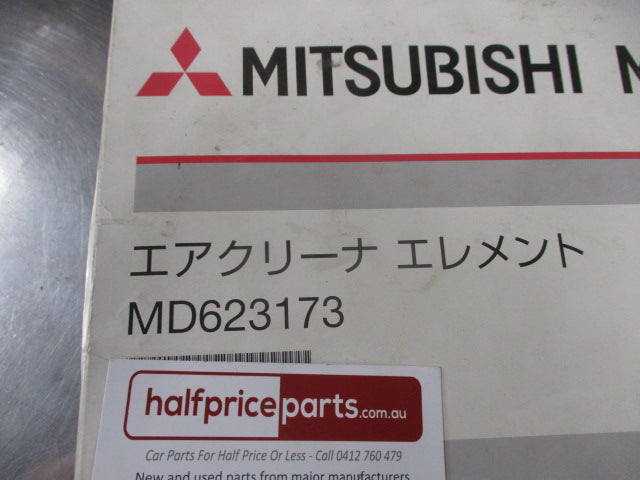 MITSUBISHI M
エアクリーナ エレメント
MD623173
halfpriceparts.com.au
Car Parts For Half Price Or Less - Call 0412 760 479
New and used parts from major manufacturers